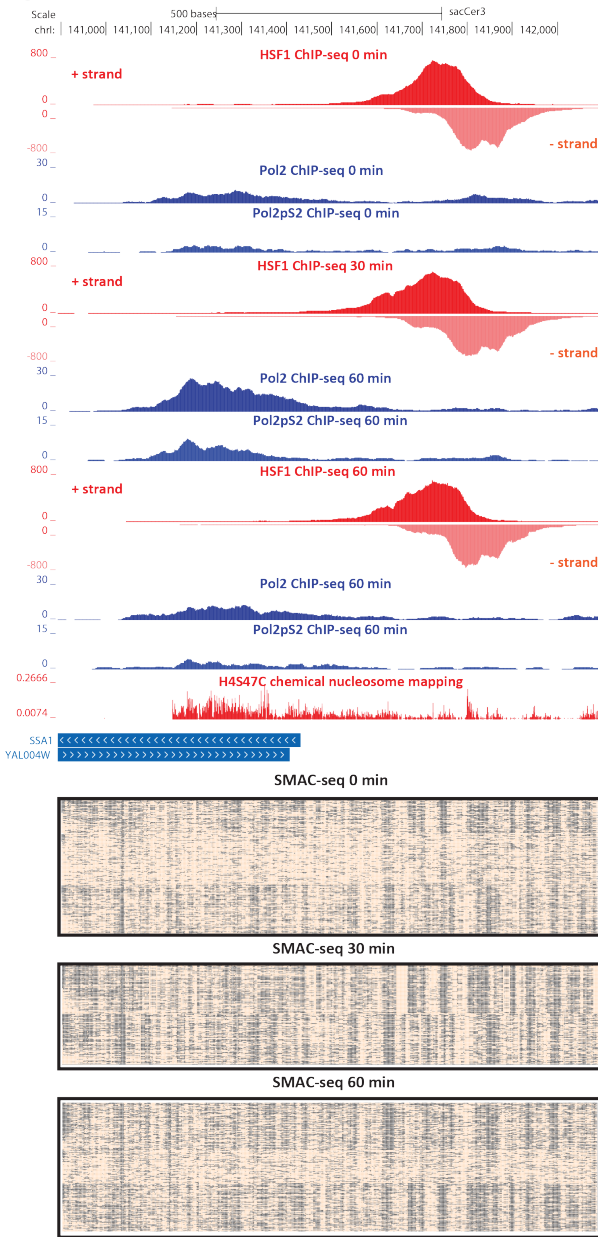 Scale 500 bases sacCer3
chrI: 141,000 141,100 141,200 141,300 141,400 141,500 141,600 141,700 141,800 141,900 142,000
HSF1 ChIP-seq 0 min
800
+ strand
0
0
-800
- strand
30
Pol2 ChIP-seq 0 min
0
15
Pol2pS2 ChIP-seq 0 min
0
800
HSF1 ChIP-seq 30 min
+ strand
0
0
-800
- strand
30
Pol2 ChIP-seq 60 min
0
15
Pol2pS2 ChIP-seq 60 min
0
800
HSF1 ChIP-seq 60 min
+ strand
0
0
-800
- strand
30
Pol2 ChIP-seq 60 min
0
15
Pol2pS2 ChIP-seq 60 min
0
0.2666
H4S47C chemical nucleosome mapping
0.0074
SSA1
YAL004W
SMAC-seq 0 min
SMAC-seq 30 min
SMAC-seq 60 min